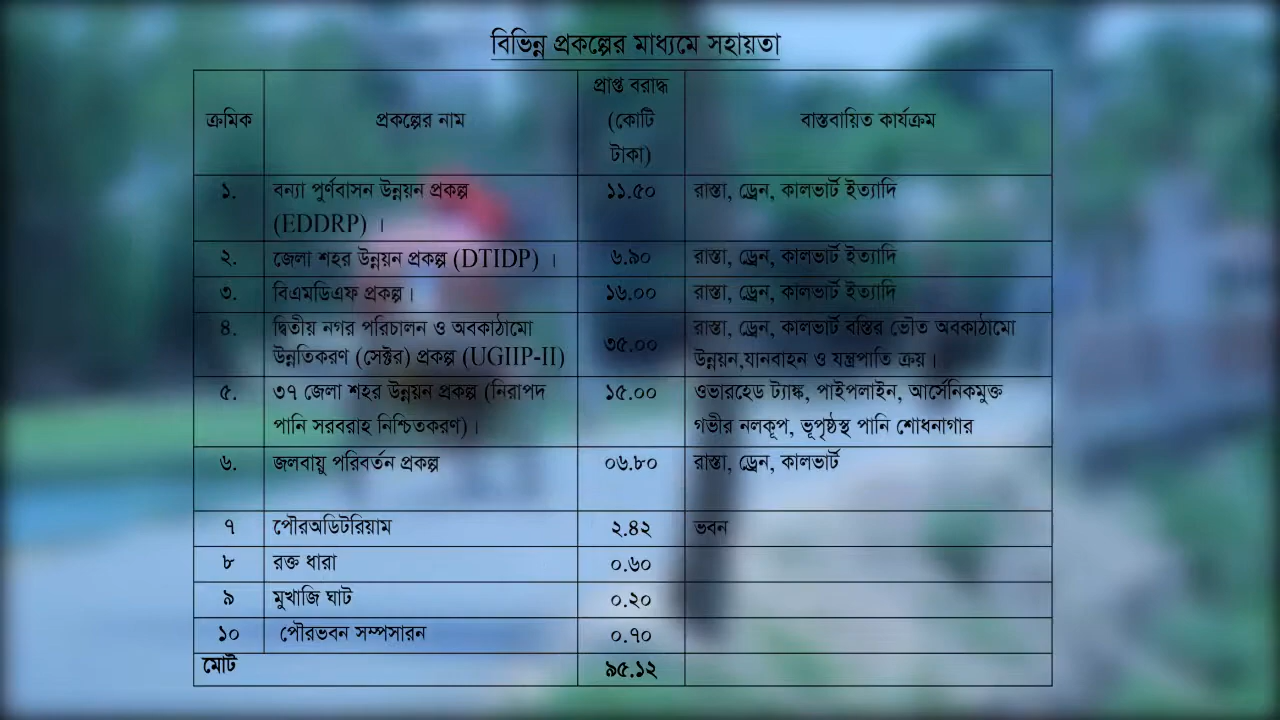 বিভিন্ন প্রকল্পের মাধ্যমে সহায়তা
ক্রমিক প্রকল্পের নাম প্রাপ্ত বরাদ্ধ (কোটি টাকা) বাস্তবায়িত কার্যক্রম
১. বন্যা পুর্ণবাসন উন্নয়ন প্রকল্প ১১.৫০ রাস্তা, ড্রেন, কালভার্ট ইত্যাদি
(EDDRP) ।
২. জেলা শহর উন্নয়ন প্রকল্প (DTIDP) । ৬.৯০ রাস্তা, ড্রেন, কালভার্ট ইত্যাদি
৩. বিএমডিএফ প্রকল্প। ১৬.০০ রাস্তা, ড্রেন, কালভার্ট ইত্যাদি
৪. দ্বিতীয় নগর পরিচালন ও অবকাঠামো ৩৫.০০ রাস্তা, ড্রেন, কালভার্ট বস্তির ভৌত অবকাঠামো
উন্নতিকরণ (সেক্টর) প্রকল্প (UGIIP-II) উন্নয়ন,যানবাহন ও যন্ত্রপাতি ক্রয়।
৫. ৩৭ জেলা শহর উন্নয়ন প্রকল্প (নিরাপদ ১৫.০০ ওভারহেড ট্যাঙ্ক, পাইপলাইন, আর্সেনিকমুক্ত
পানি সরবরাহ নিশ্চিতকরণ)। গভীর নলকূপ, ভূপৃষ্ঠস্থ পানি শোধনাগার
৬. জলবায়ু পরিবর্তন প্রকল্প ০৬.৮০ রাস্তা, ড্রেন, কালভার্ট
৭ পৌরঅডিটরিয়াম ২.৪২ ভবন
৮ রক্ত ধারা ০.৬০
৯ মুখাজি ঘাট ০.২০
১০ পৌরভবন সম্পসারন ০.৭০
মোট ৯৫.১২